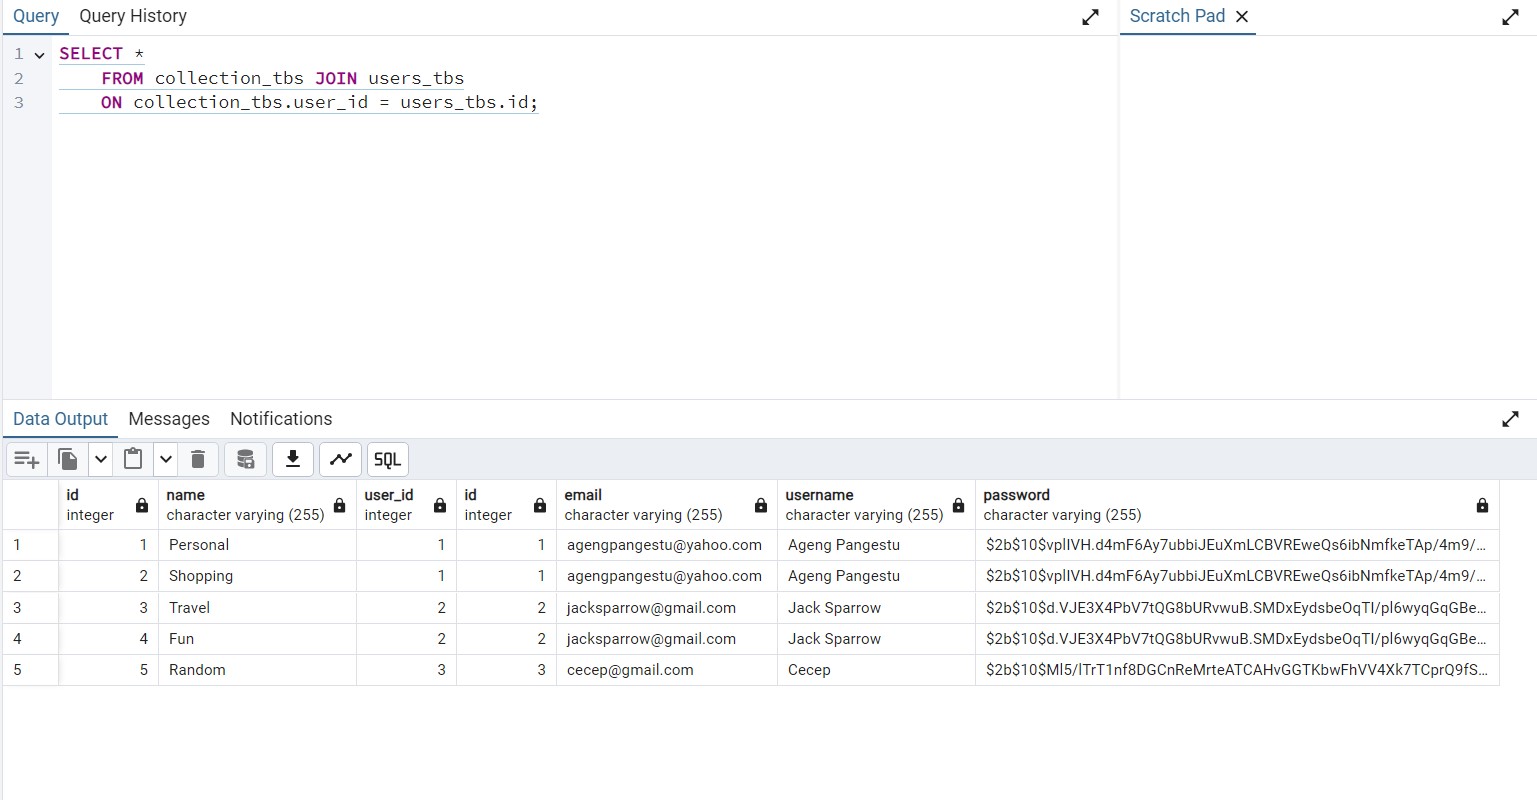 Query Query History
Scratch Pad
1 SELECT *
2 FROM collection_tbs JOIN users_tbs
3 ON collection_tbs.user_id = users_tbs.id;
Data Output Messages Notifications
SQL
id name user_id id email username password
integer character varying (255) integer integer character varying (255) character varying (255) character varying (255)
1 1 Personal 1 1 agengpangestu@yahoo.com Ageng Pangestu $2b$10$vplIVH.d4mF6Ay7ubbiJEuXmLCBVREweQs6ibNmfkeTAp/4m9/...
2 2 Shopping 1 1 agengpangestu@yahoo.com Ageng Pangestu $2b$10$vplIVH.d4mF6Ay7ubbiJEuXmLCBVREweQs6ibNmfkeTAp/4m9/...
3 3 Travel 2 2 jacksparrow@gmail.com Jack Sparrow $2b$10$d.VJE3X4PbV7tQG8bURvwuB.SMDxEydsbeOqTI/pl6wyqGqGBe...
4 4 Fun 2 2 jacksparrow@gmail.com Jack Sparrow $2b$10$d.VJE3X4PbV7tQG8bURvwuB.SMDxEydsbeOqTI/pl6wyqGqGBe...
5 5 Random 3 3 cecep@gmail.com Cecep $2b$10$Ml5/lTrT1nf8DGCnReMrteATCAHvGGTKbwFhVV4Xk7TCprQ9fS...